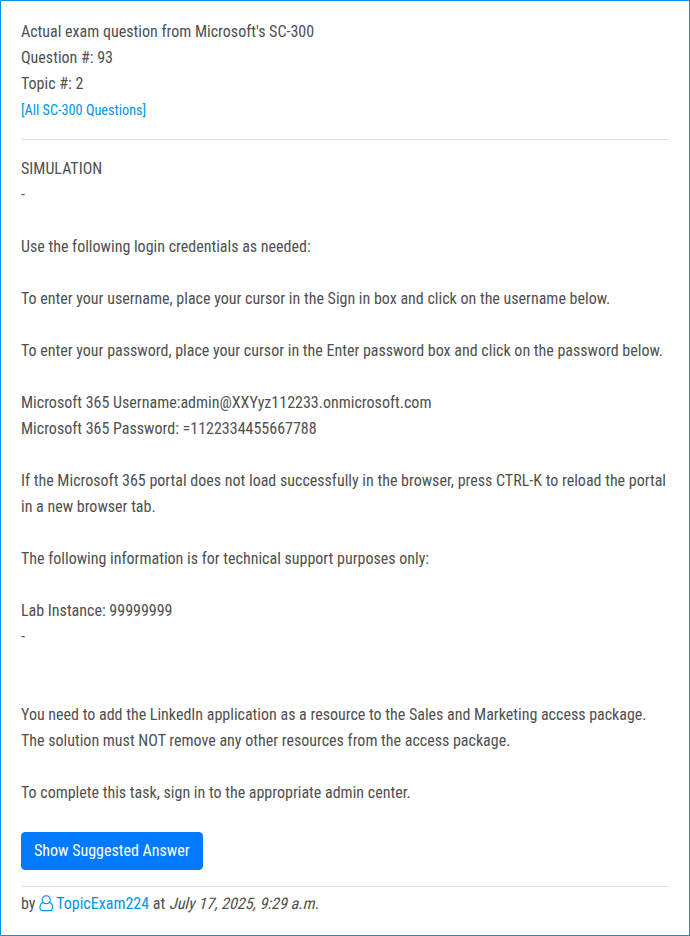 Actual exam question from Microsoft's SC-300
Question #: 93
Topic #: 2
[All SC-300 Questions]
SIMULATION
-
Use the following login credentials as needed:
To enter your username, place your cursor in the Sign in box and click on the username below.
To enter your password, place your cursor in the Enter password box and click on the password below.
Microsoft 365 Username:admin@XXYyz112233.onmicrosoft.com
Microsoft 365 Password: =1122334455667788
If the Microsoft 365 portal does not load successfully in the browser, press CTRL-K to reload the portal
in a new browser tab.
The following information is for technical support purposes only:
Lab Instance: 99999999
-
You need to add the LinkedIn application as a resource to the Sales and Marketing access package.
The solution must NOT remove any other resources from the access package.
To complete this task, sign in to the appropriate admin center.
Show Suggested Answer
by TopicExam224 at July 17, 2025, 9:29 a.m.